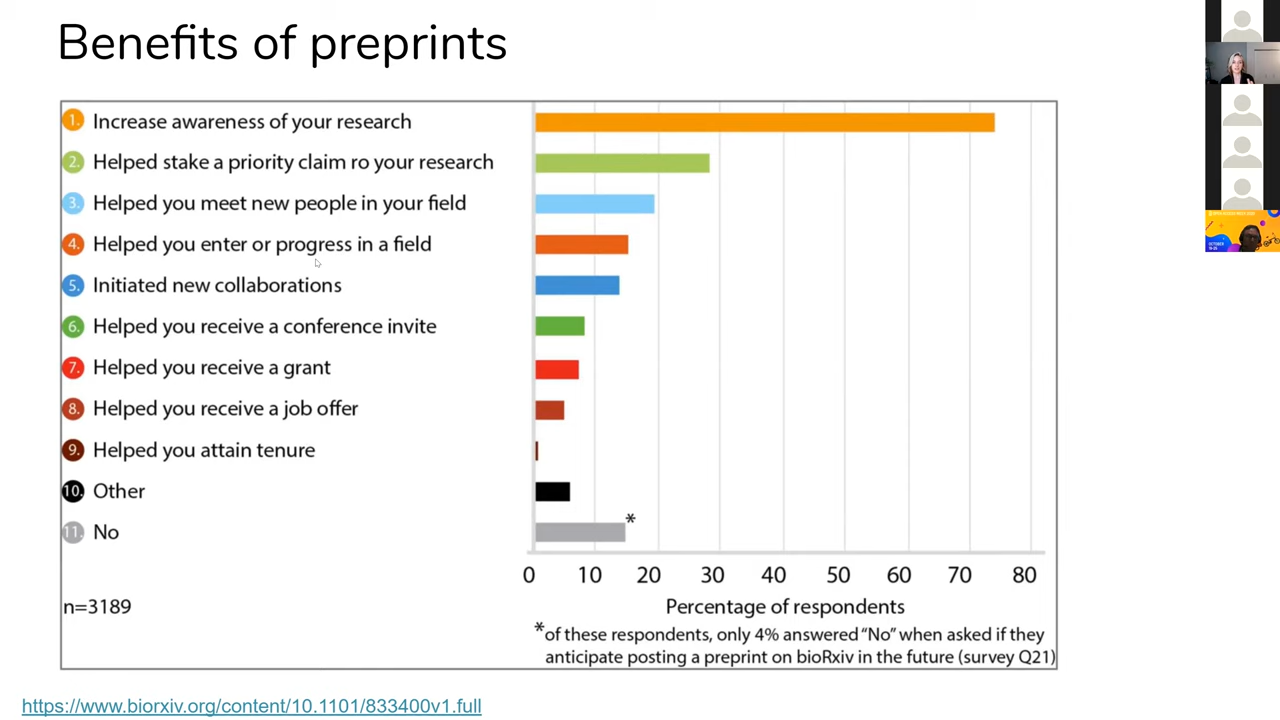 Benefits of preprints
1. Increase awareness of your research
2. Helped stake a priority claim ro your research
3. Helped you meet new people in your field
4. Helped you enter or progress in a field
5. Initiated new collaborations
6. Helped you receive a conference invite
7. Helped you receive a grant
8. Helped you receive a job offer
9. Helped you attain tenure
10. Other
11. No
*
0 10 20 30 40 50 60 70 80
n=3189
Percentage of respondents
*of these respondents, only 4% answered “No” when asked if they
anticipate posting a preprint on bioRxiv in the future (survey Q21)
https://www.biorxiv.org/content/10.1101/833400v1.full